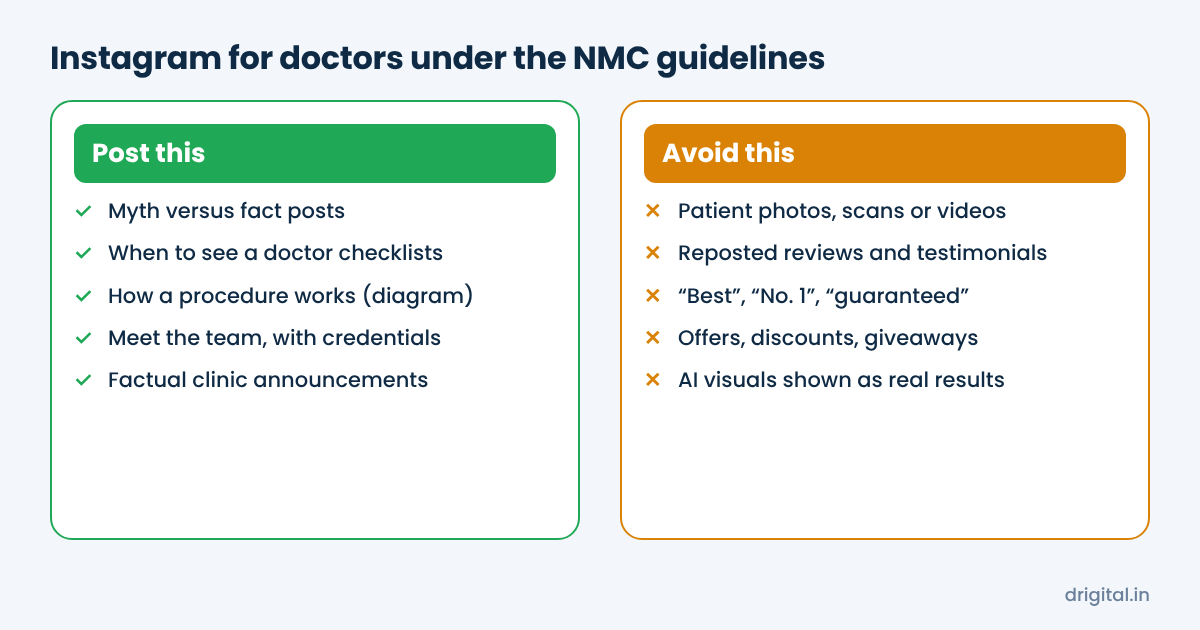 Instagram for doctors under the NMC guidelines
Post this
Myth versus fact posts
When to see a doctor checklists
How a procedure works (diagram)
Meet the team, with credentials
Factual clinic announcements
Avoid this
Patient photos, scans or videos
Reposted reviews and testimonials
“Best”, “No. 1”, “guaranteed”
Offers, discounts, giveaways
AI visuals shown as real results
drigital.in